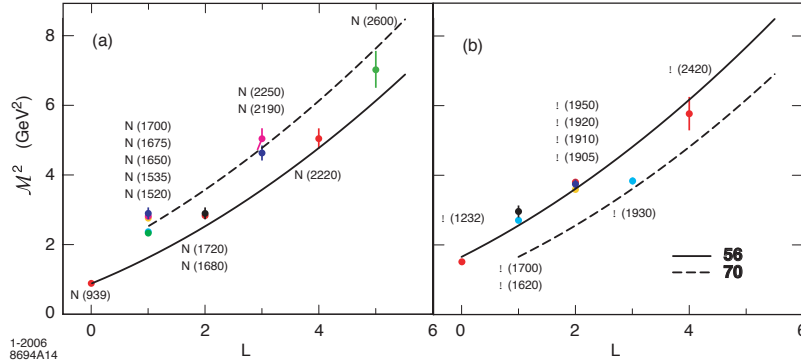 (a)
N (2600)
N (2250)
N (2190)
N (1700)
N (1675)
N (1650)
N (1535)
N (1520)
N (2220)
N (1720)
N (1680)
N (939)
8
6
4
2
0
ℳ² (GeV²)
0 2 4 6
L
(b)
! (2420)
! (1950)
! (1920)
! (1910)
! (1905)
! (1232)
! (1930)
! (1700)
! (1620)
56
70
0 2 4 6
L
1-2006
8694A14